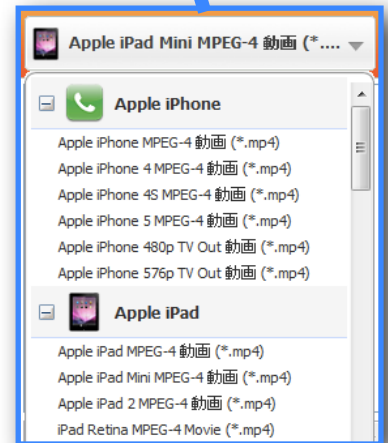 Apple iPad Mini MPEG-4 動画 (*....
Apple iPhone
Apple iPhone MPEG-4 動画 (*.mp4)
Apple iPhone 4 MPEG-4 動画 (*.mp4)
Apple iPhone 4S MPEG-4 動画 (*.mp4)
Apple iPhone 5 MPEG-4 動画 (*.mp4)
Apple iPhone 480p TV Out 動画 (*.mp4)
Apple iPhone 576p TV Out 動画 (*.mp4)
Apple iPad
Apple iPad MPEG-4 動画 (*.mp4)
Apple iPad Mini MPEG-4 動画 (*.mp4)
Apple iPad 2 MPEG-4 動画 (*.mp4)
iPad Retina MPEG-4 Movie (*.mp4)